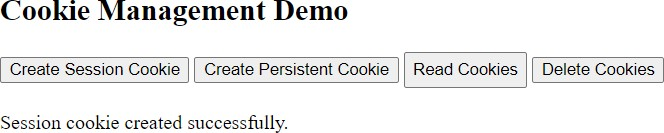 Cookie Management Demo
Create Session Cookie Create Persistent Cookie Read Cookies Delete Cookies
Session cookie created successfully.